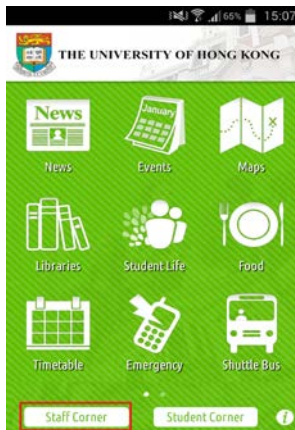 65% 15:07
THE UNIVERSITY OF HONG KONG
News January
News Events Maps
Libraries Student Life Food
Timetable Emergency Shuttle Bus
Staff Corner Student Corner i